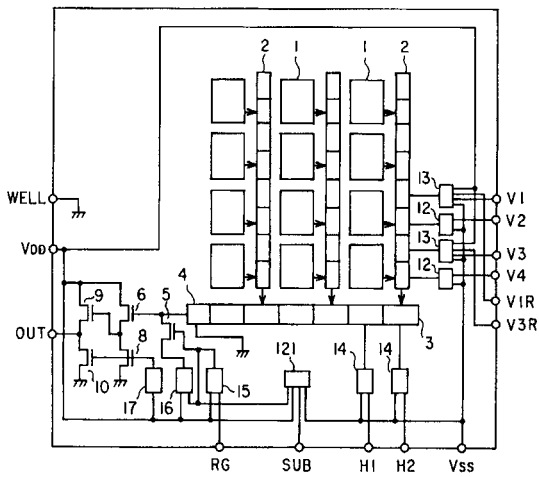 2 1 1 2
WELL
13
V1
12
V2
VDD
13
V3
4
12
V4
9 6 5
V1R
OUT
3
V3R
8
121
14 14
10
17 16 15
RG SUB H1 H2 VSS